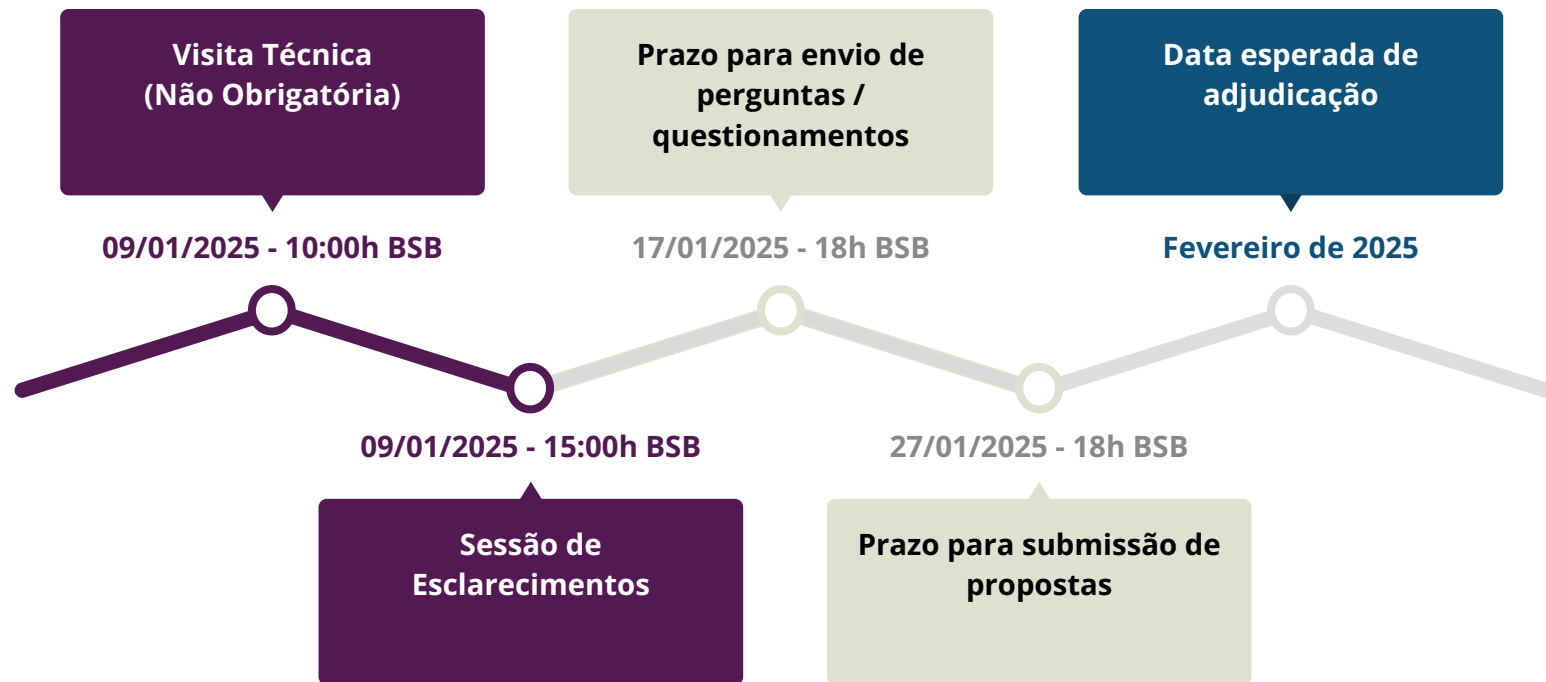 Visita Técnica
(Não Obrigatória)
09/01/2025 - 10:00h BSB
Prazo para envio de
perguntas /
questionamentos
17/01/2025 - 18h BSB
Data esperada de
adjudicação
Fevereiro de 2025
09/01/2025 - 15:00h BSB
Sessão de
Esclarecimentos
27/01/2025 - 18h BSB
Prazo para submissão de
propostas